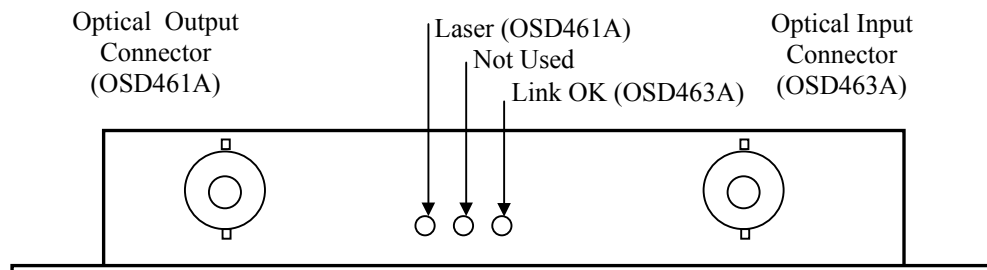 Optical Output
Connector
(OSD461A)
Laser (OSD461A)
Not Used
Link OK (OSD463A)
Optical Input
Connector
(OSD463A)